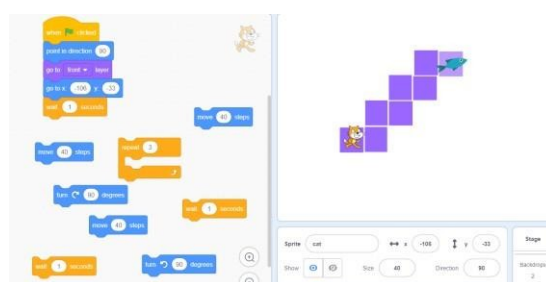 when clicked
point in direction 90
go to front layer
go to x: -106 y: -33
wait 1 seconds
move 40 steps
move 40 steps
repeat 3
turn 90 degrees
wait 1 seconds
move 40 steps
wait 1 seconds
turn 90 degrees
Sprite cat x -106 y -33
Show Size 40 Direction 90
Stage
Backdrops
2